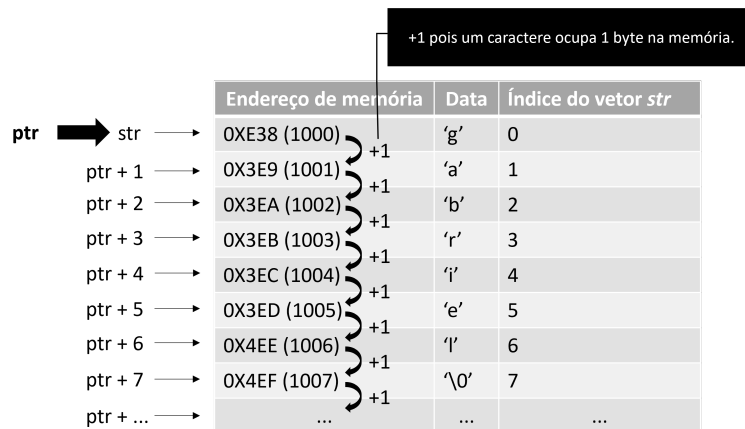 +1 pois um caractere ocupa 1 byte na memória.
Endereço de memória Data Índice do vetor str
ptr str 0XE38 (1000) ‘g’ 0
+1
ptr + 1 0X3E9 (1001) ‘a’ 1
+1
ptr + 2 0X3EA (1002) ‘b’ 2
+1
ptr + 3 0X3EB (1003) ‘r’ 3
+1
ptr + 4 0X3EC (1004) ‘i’ 4
+1
ptr + 5 0X3ED (1005) ‘e’ 5
+1
ptr + 6 0X4EE (1006) ‘l’ 6
+1
ptr + 7 0X4EF (1007) ‘\0’ 7
+1
ptr + ... ... ... ...